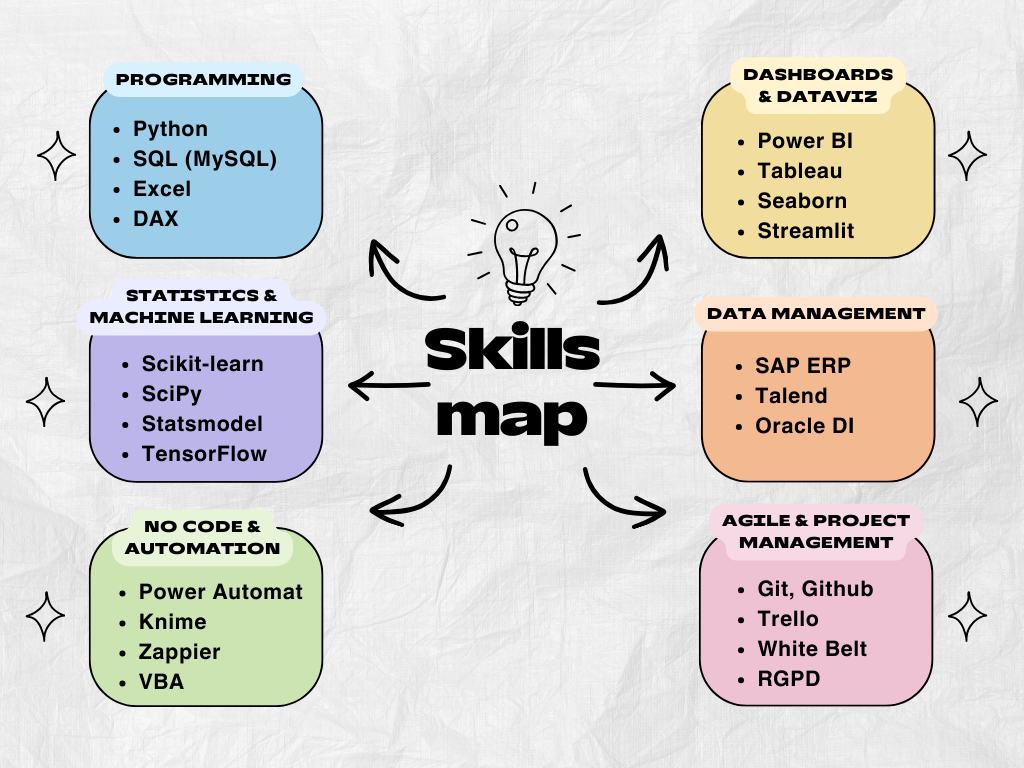 PROGRAMMING
Python
SQL (MySQL)
Excel
DAX
STATISTICS &
MACHINE LEARNING
Scikit-learn
SciPy
Statsmodel
TensorFlow
NO CODE &
AUTOMATION
Power Automat
Knime
Zappier
VBA
Skills
map
DASHBOARDS
& DATAVIZ
Power BI
Tableau
Seaborn
Streamlit
DATA MANAGEMENT
SAP ERP
Talend
Oracle DI
AGILE & PROJECT
MANAGEMENT
Git, Github
Trello
White Belt
RGPD